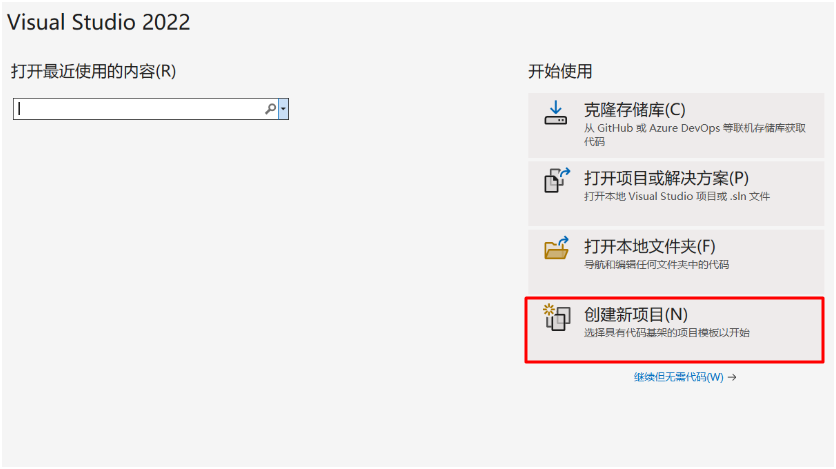 Visual Studio 2022
打开最近使用的内容(R)
开始使用
克隆存储库(C)
从 GitHub 或 Azure DevOps 等联机存储库获取
代码
打开项目或解决方案(P)
打开本地 Visual Studio 项目或 .sln 文件
打开本地文件夹(F)
导航和编辑任何文件夹中的代码
创建新项目(N)
选择具有代码基架的项目模板以开始
继续但无需代码(W) →